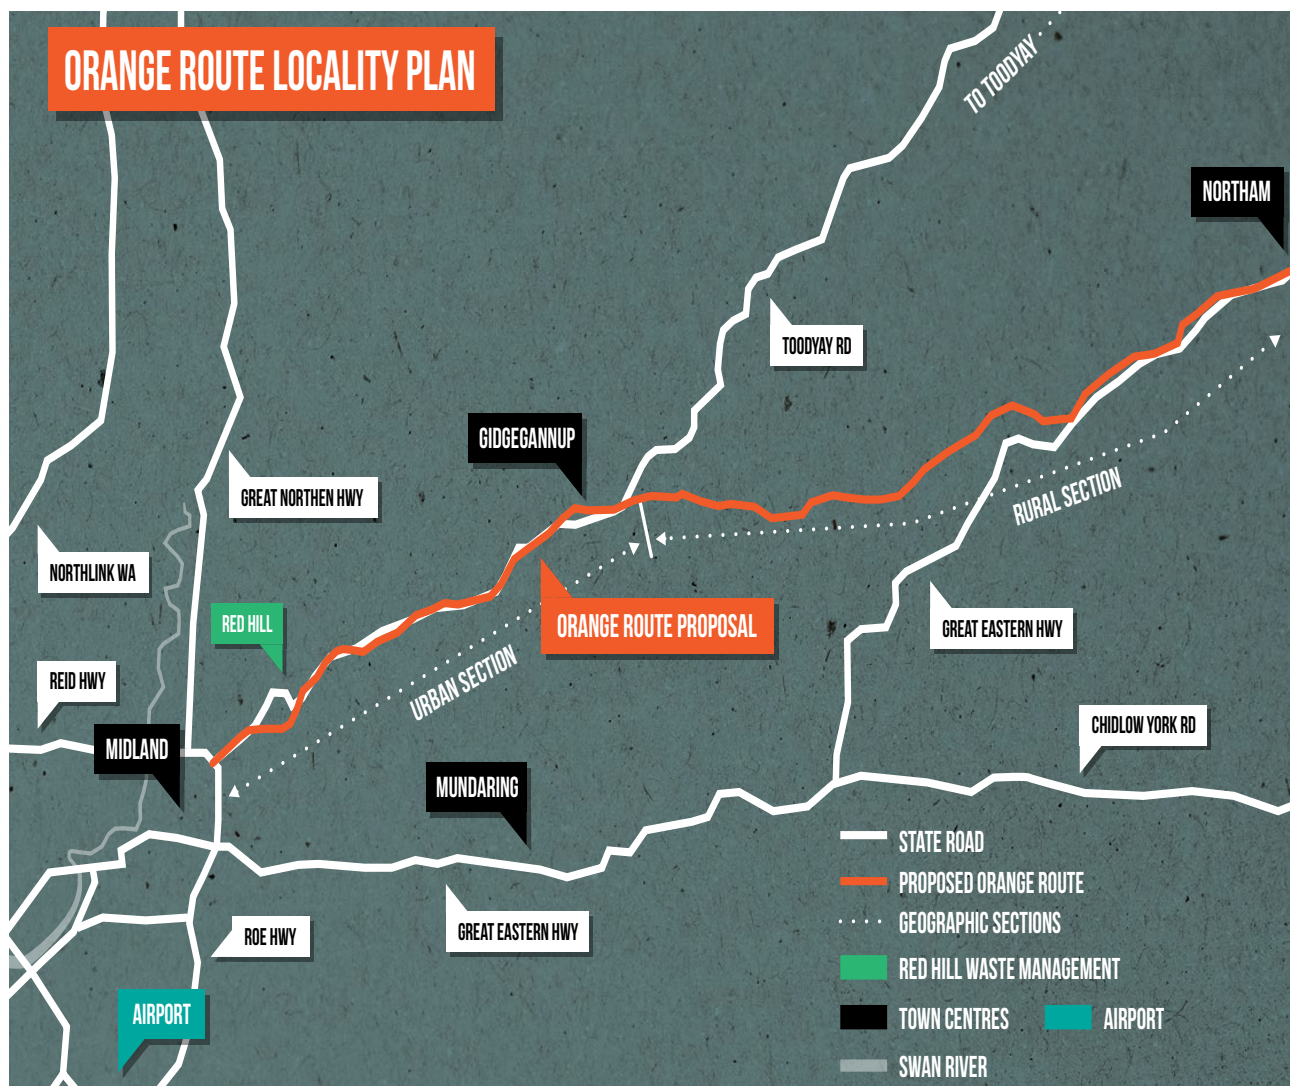 ORANGE ROUTE LOCALITY PLAN
TO TOODYAY
NORTHAM
TOODYAY RD
GIDGEGANNUP
GREAT NORTHEN HWY
RURAL SECTION
NORTHLINK WA
RED HILL
ORANGE ROUTE PROPOSAL
GREAT EASTERN HWY
URBAN SECTION
REID HWY
MIDLAND
CHIDLOW YORK RD
MUNDARING
ROE HWY
GREAT EASTERN HWY
AIRPORT
STATE ROAD
PROPOSED ORANGE ROUTE
GEOGRAPHIC SECTIONS
RED HILL WASTE MANAGEMENT
TOWN CENTRES
AIRPORT
SWAN RIVER